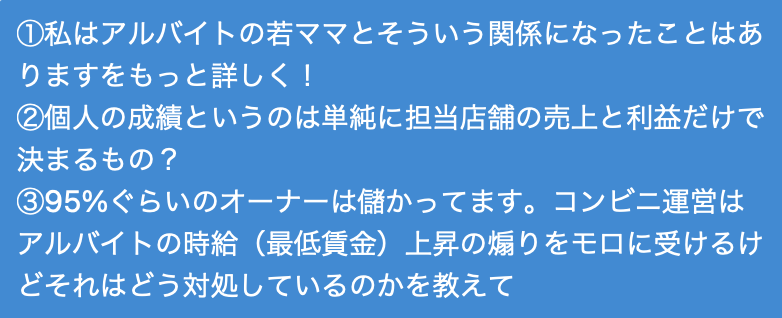 ①私はアルバイトの若ママとそういう関係になったことはあ
りますをもっと詳しく！
②個人の成績というのは単純に担当店舗の売上と利益だけで
決まるもの？
③95%ぐらいのオーナーは儲かってます。コンビニ運営は
アルバイトの時給（最低賃金）上昇の煽りをモロに受けるけ
どそれはどう対処しているのかを教えて